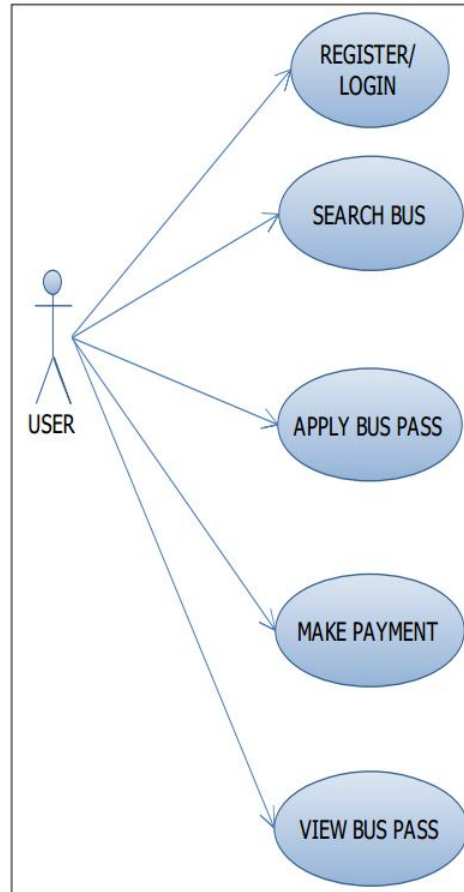 REGISTER/
LOGIN
SEARCH BUS
USER
APPLY BUS PASS
MAKE PAYMENT
VIEW BUS PASS